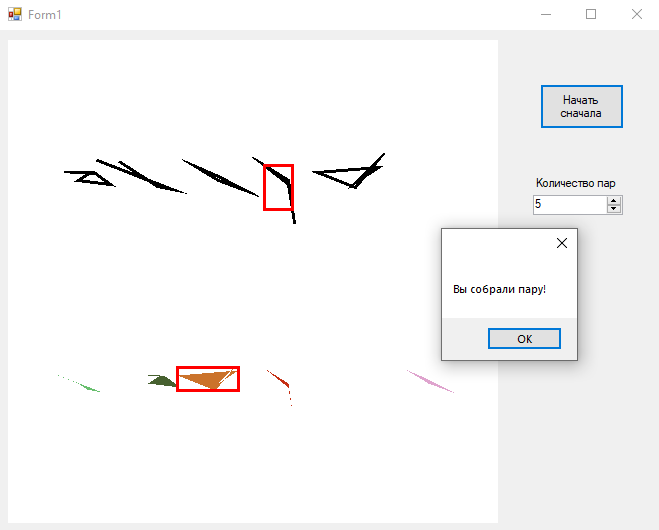 Form1
Начать
сначала
Количество пар
5
Вы собрали пару!
OK